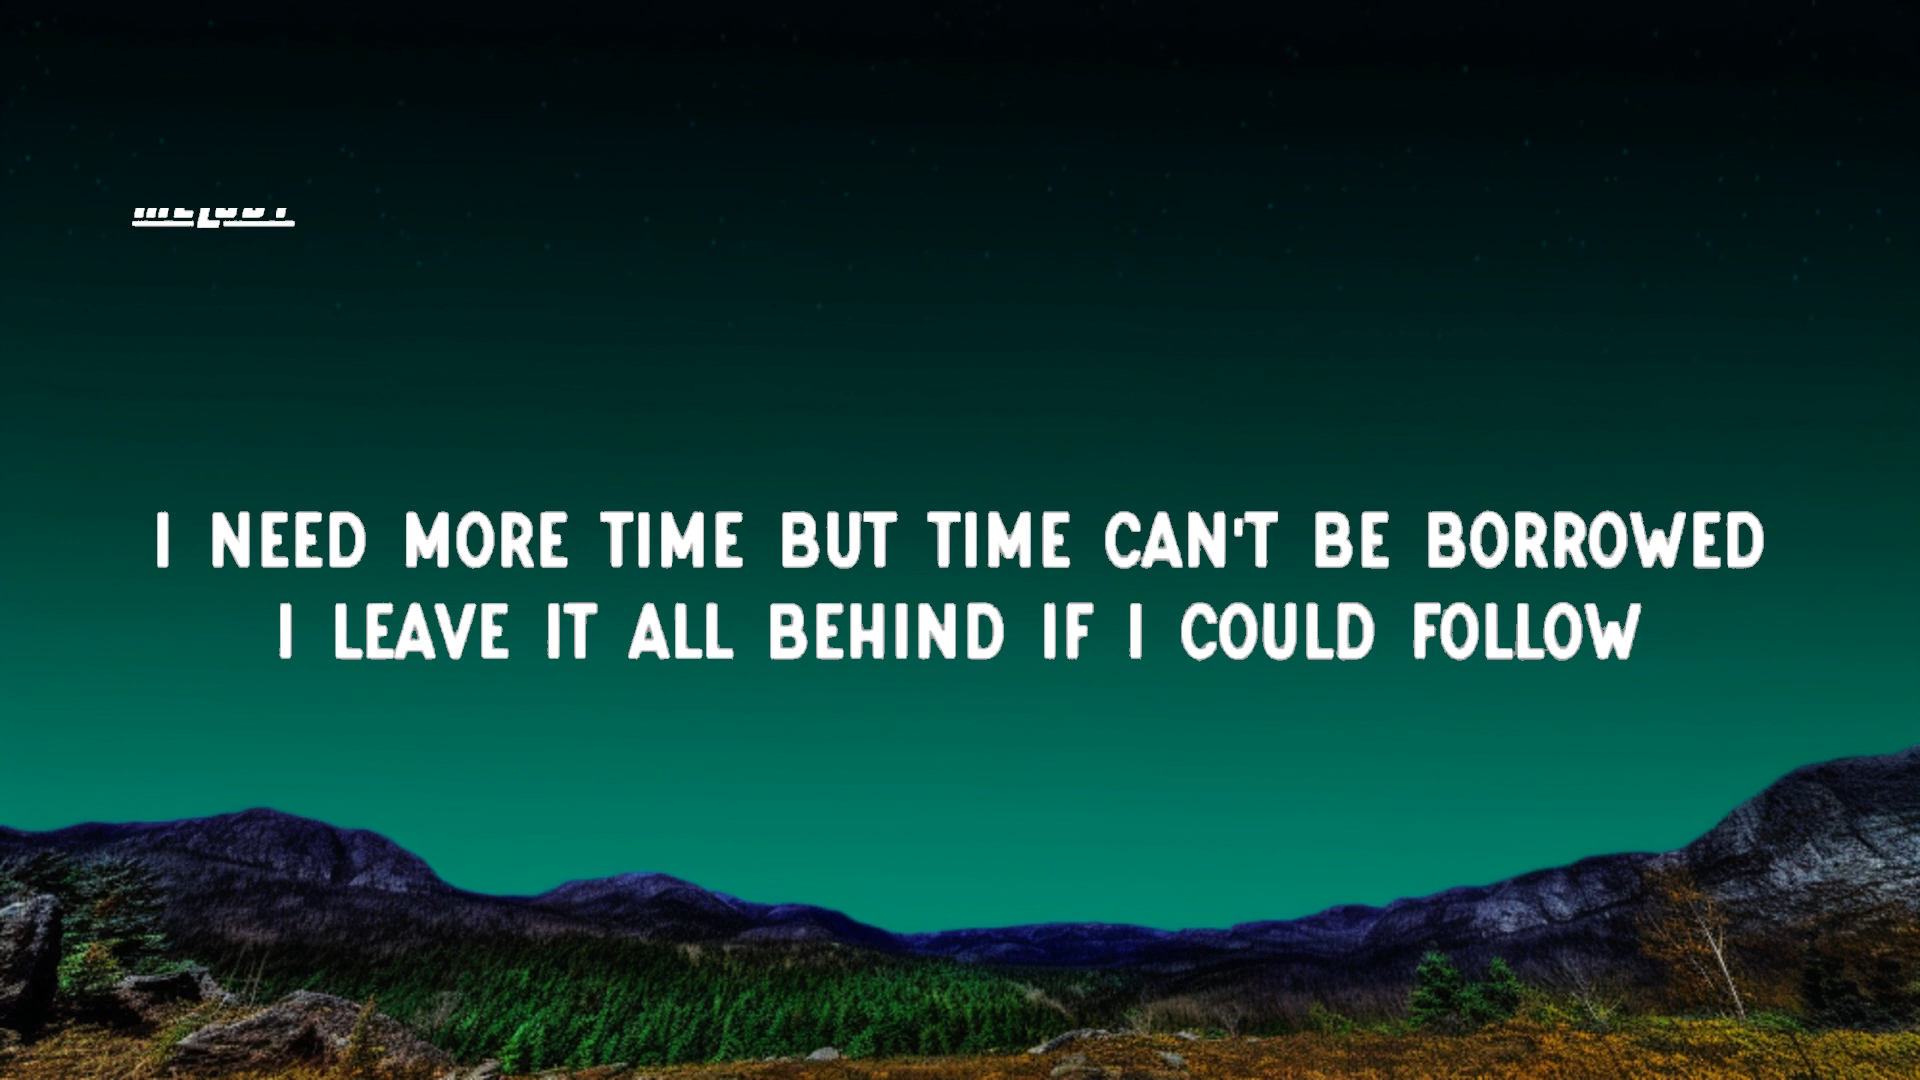 I NEED MORE TIME BUT TIME CAN'T BE BORROWED
I LEAVE IT ALL BEHIND IF I COULD FOLLOW